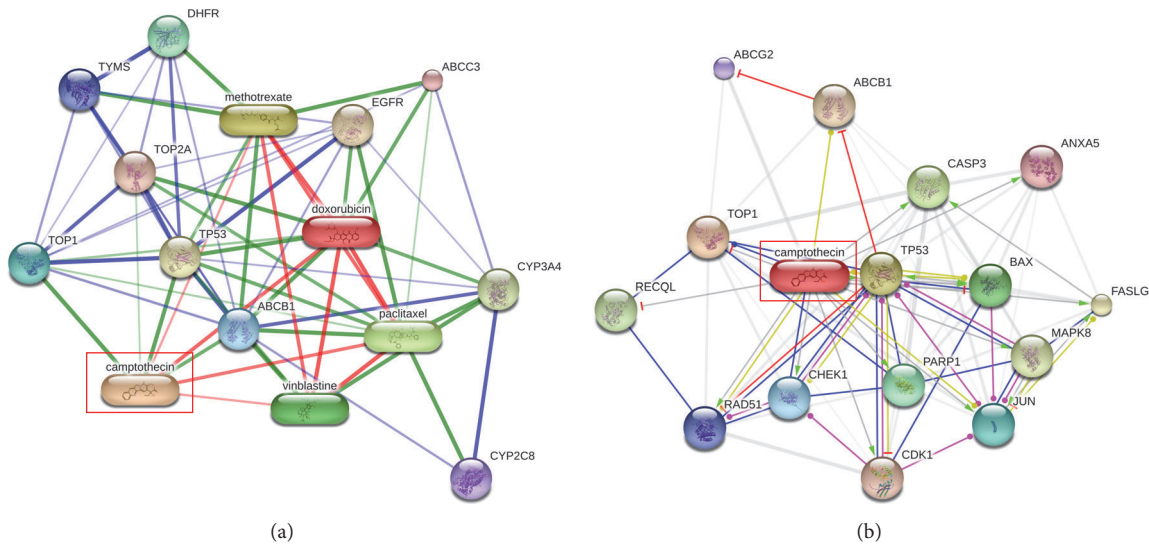 DHFR
TYMS
ABCC3
methotrexate
EGFR
TOP2A
doxorubicin
TOP1
TP53
CYP3A4
ABCB1
paclitaxel
camptothecin
vinblastine
CYP2C8
(a)
ABCG2
ABCB1
CASP3
ANXA5
TOP1
camptothecin
TP53
BAX
RECQL
FASLG
MAPK8
PARP1
CHEK1
RAD51
JUN
CDK1
(b)